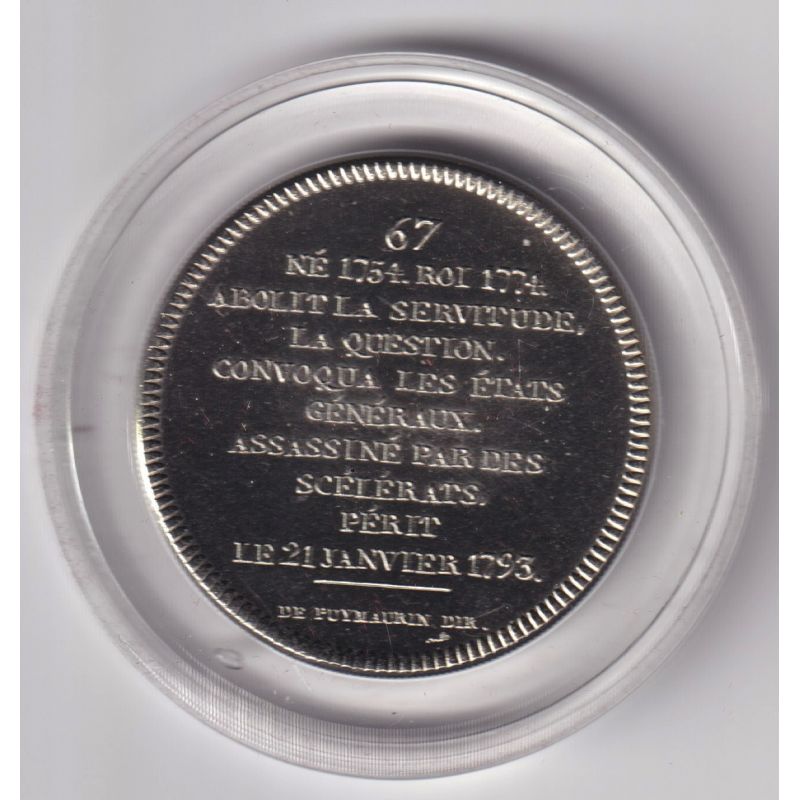 67
NÉ 1754. ROI 1774.
ABOLIT LA SERVITUDE,
LA QUESTION.
CONVOQUA LES ÉTATS
GÉNÉRAUX.
ASSASSINÉ PAR DES
SCÉLÉRATS.
PÉRIT
LE 21 JANVIER 1793.
DE PUYMAURIN DIR.